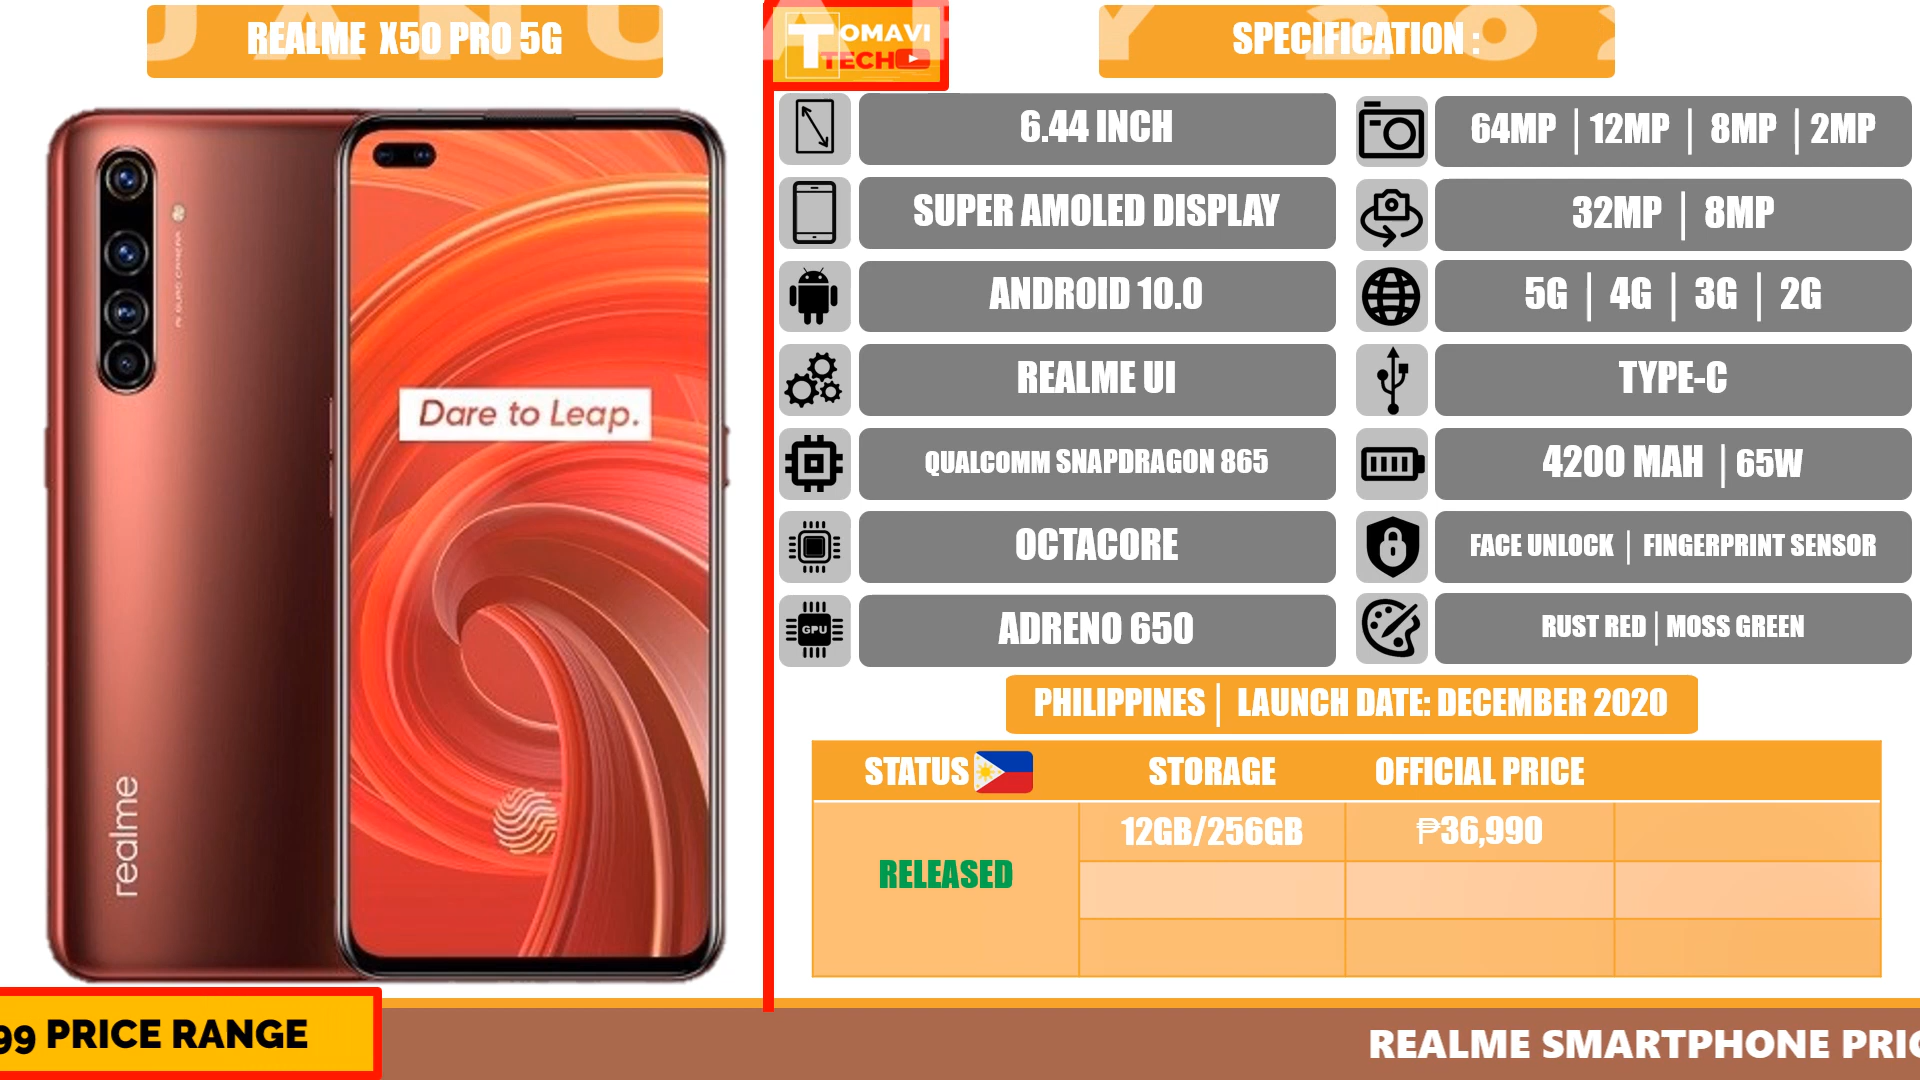 JANUARY 202
REALME X50 PRO 5G
TOMAVI
TECH
SPECIFICATION :
6.44 INCH
64MP | 12MP | 8MP | 2MP
SUPER AMOLED DISPLAY
32MP | 8MP
ANDROID 10.0
5G | 4G | 3G | 2G
REALME UI
TYPE-C
QUALCOMM SNAPDRAGON 865
4200 MAH | 65W
OCTACORE
FACE UNLOCK | FINGERPRINT SENSOR
GPU
ADRENO 650
RUST RED | MOSS GREEN
Dare to Leap.
realme
PHILIPPINES | LAUNCH DATE: DECEMBER 2020
STATUS STORAGE OFFICIAL PRICE
12GB/256GB ₱36,990
RELEASED
99 PRICE RANGE
REALME SMARTPHONE PRIC